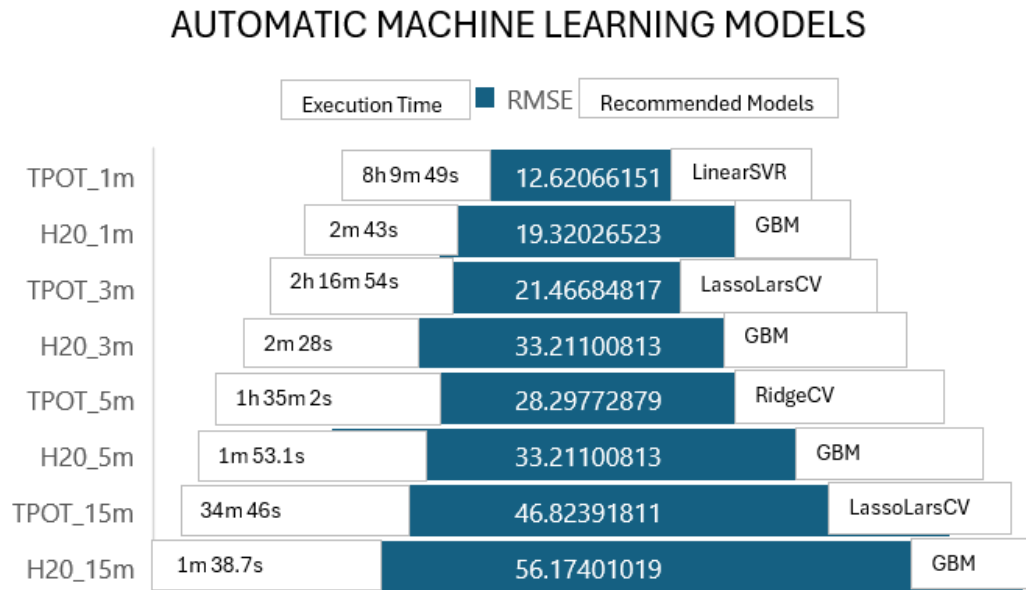 AUTOMATIC MACHINE LEARNING MODELS
Execution Time RMSE Recommended Models
TPOT_1m 8h 9m 49s 12.62066151 LinearSVR
H20_1m 2m 43s 19.32026523 GBM
TPOT_3m 2h 16m 54s 21.46684817 LassoLarsCV
H20_3m 2m 28s 33.21100813 GBM
TPOT_5m 1h 35m 2s 28.29772879 RidgeCV
H20_5m 1m 53.1s 33.21100813 GBM
TPOT_15m 34m 46s 46.82391811 LassoLarsCV
H20_15m 1m 38.7s 56.17401019 GBM